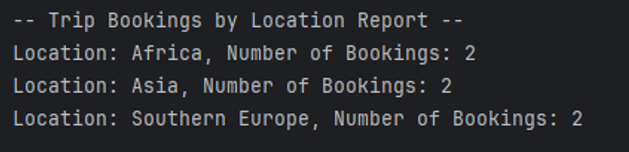 -- Trip Bookings by Location Report --
Location: Africa, Number of Bookings: 2
Location: Asia, Number of Bookings: 2
Location: Southern Europe, Number of Bookings: 2